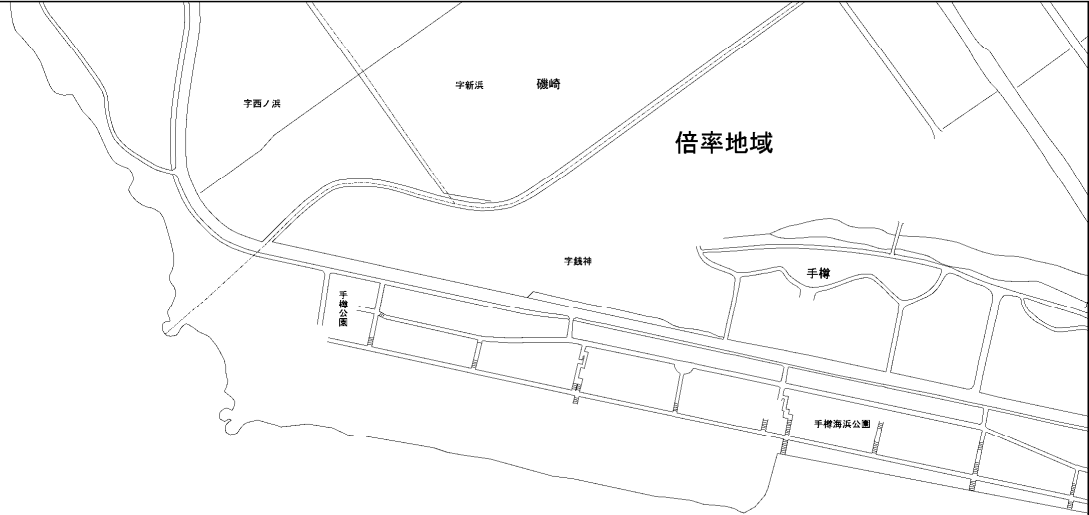 字新浜
磯崎
字西ノ浜
倍率地域
字銭神
手樽
手樽公園
手樽海浜公園